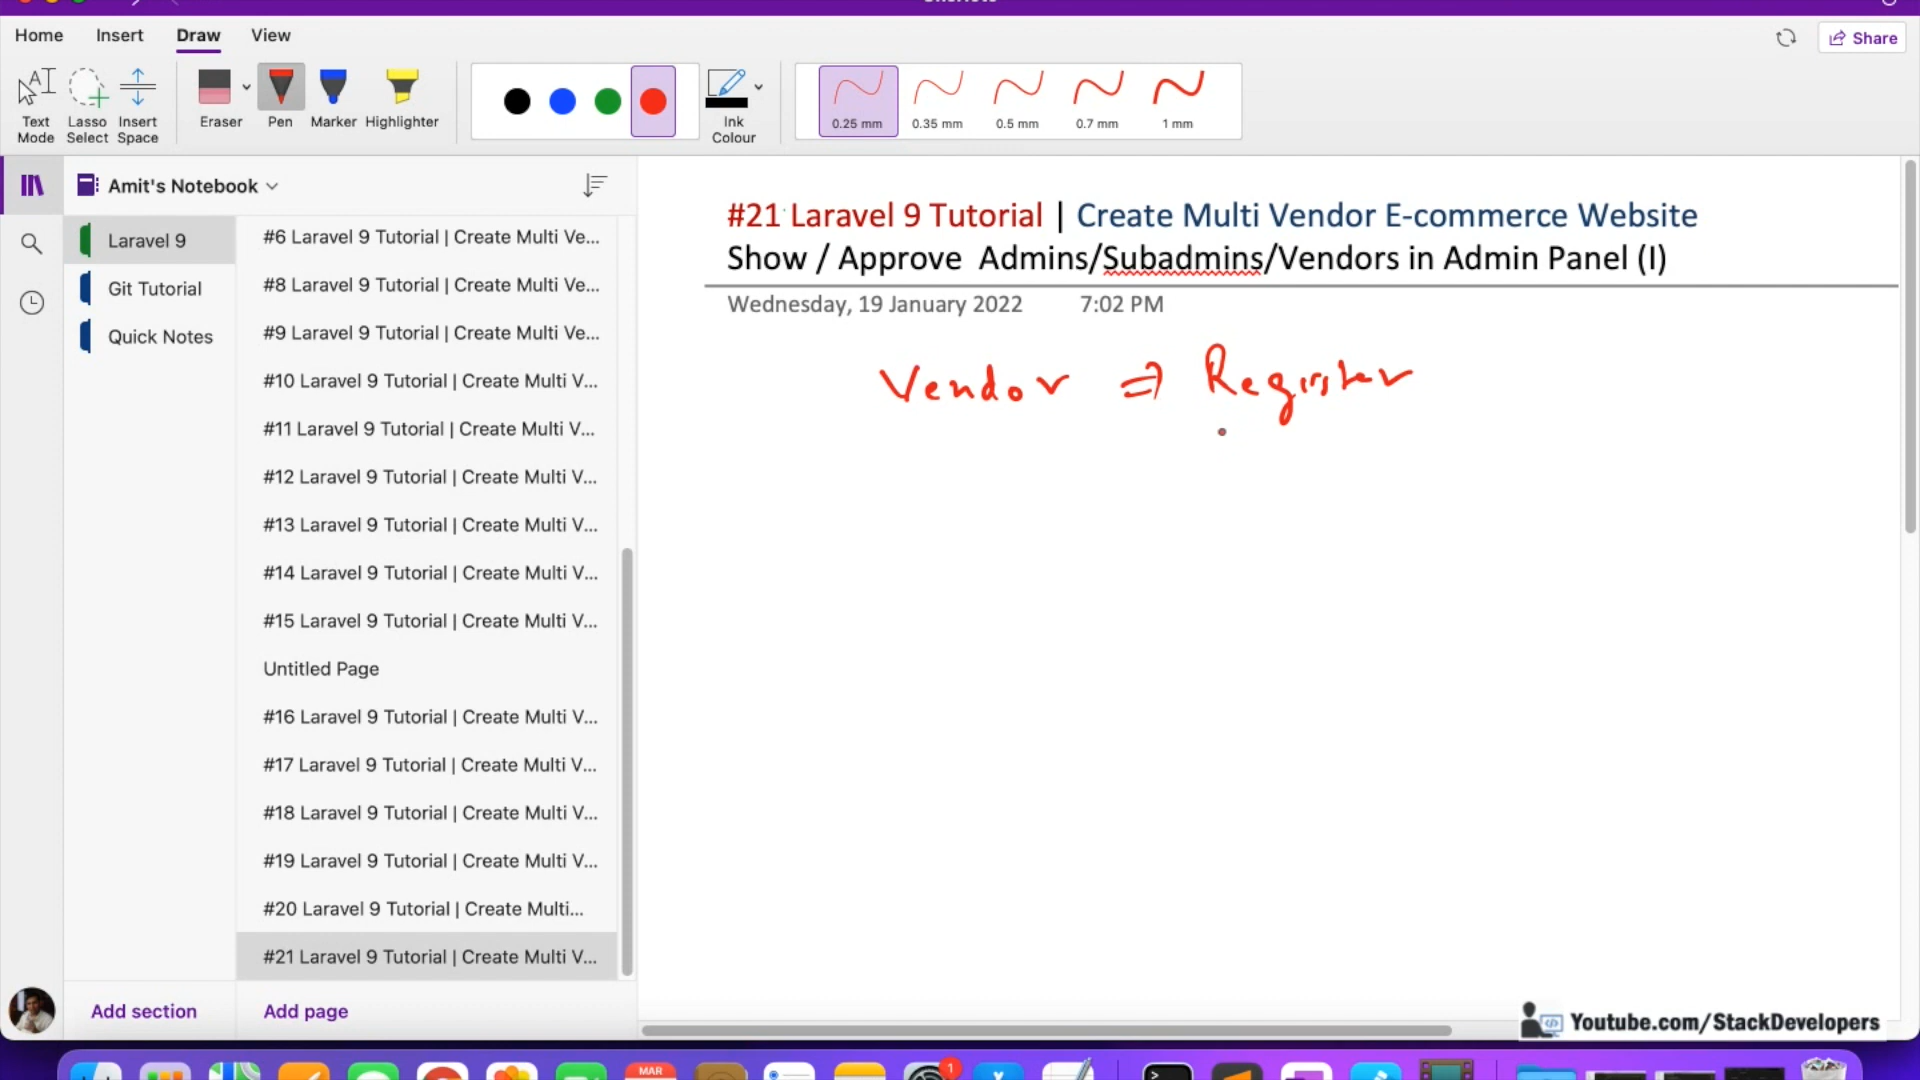 Home Insert Draw View Share
Text Mode Lasso Select Insert Space Eraser Pen Marker Highlighter Ink Colour 0.25 mm 0.35 mm 0.5 mm 0.7 mm 1 mm
Amit's Notebook
Laravel 9
Git Tutorial
Quick Notes
#6 Laravel 9 Tutorial | Create Multi Ve...
#8 Laravel 9 Tutorial | Create Multi Ve...
#9 Laravel 9 Tutorial | Create Multi Ve...
#10 Laravel 9 Tutorial | Create Multi V...
#11 Laravel 9 Tutorial | Create Multi V...
#12 Laravel 9 Tutorial | Create Multi V...
#13 Laravel 9 Tutorial | Create Multi V...
#14 Laravel 9 Tutorial | Create Multi V...
#15 Laravel 9 Tutorial | Create Multi V...
Untitled Page
#16 Laravel 9 Tutorial | Create Multi V...
#17 Laravel 9 Tutorial | Create Multi V...
#18 Laravel 9 Tutorial | Create Multi V...
#19 Laravel 9 Tutorial | Create Multi V...
#20 Laravel 9 Tutorial | Create Multi...
#21 Laravel 9 Tutorial | Create Multi V...
Add section Add page
#21 Laravel 9 Tutorial | Create Multi Vendor E-commerce Website
Show / Approve Admins/Subadmins/Vendors in Admin Panel (I)
Wednesday, 19 January 2022 7:02 PM
Vendor ⇒ Register
Youtube.com/StackDevelopers
MAR
1